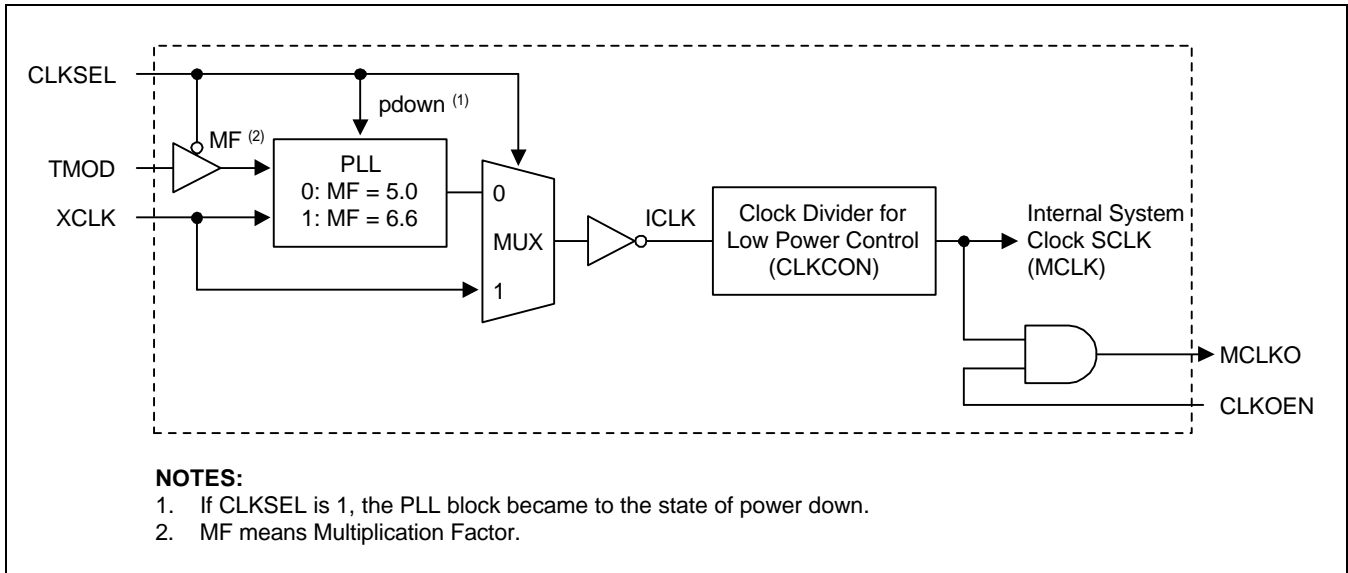 CLKSEL
pdown (1)
MF (2)
TMOD
PLL
0: MF = 5.0
1: MF = 6.6
XCLK
0
MUX
1
ICLK
Clock Divider for
Low Power Control
(CLKCON)
Internal System
Clock SCLK
(MCLK)
MCLKO
CLKOEN
NOTES:
1. If CLKSEL is 1, the PLL block became to the state of power down.
2. MF means Multiplication Factor.